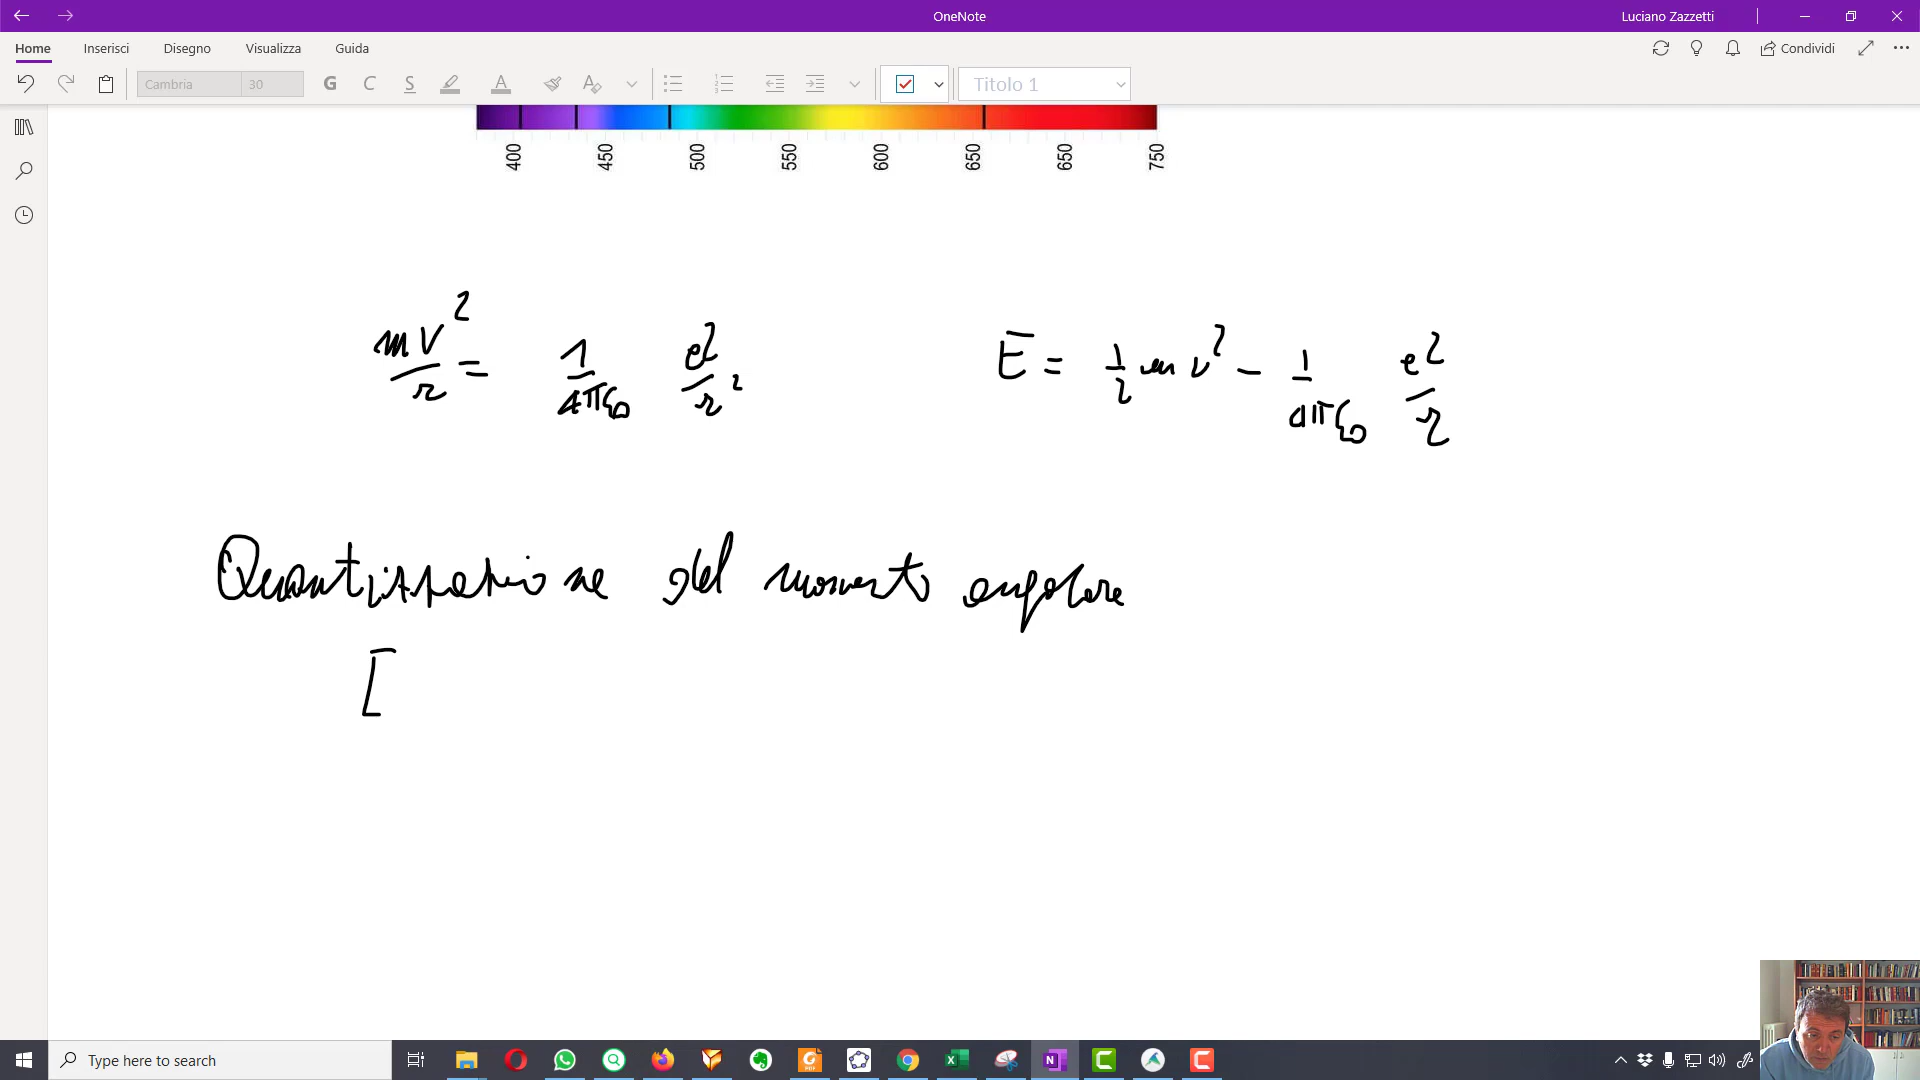 OneNote
Luciano Zazzetti
Home Inserisci Disegno Visualizza Guida
Condividi
Cambria 30 G C S A A Titolo 1
400 450 500 550 600 650 650 750
mv²/r = 1/4πε₀ e²/r²
E = 1/2 m v² - 1/4πε₀ e²/r
Quantizzazione del momento angolare
[
Type here to search